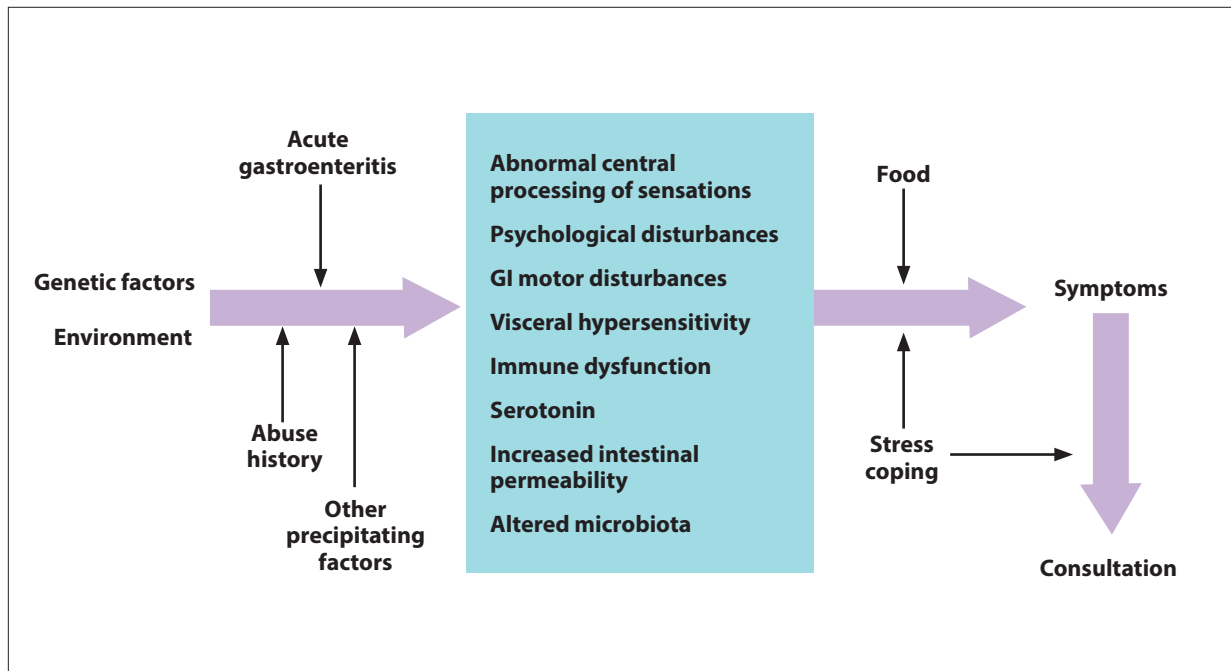 Acute
gastroenteritis
Genetic factors
Environment
Abuse
history
Other
precipitating
factors
Abnormal central
processing of sensations
Psychological disturbances
GI motor disturbances
Visceral hypersensitivity
Immune dysfunction
Serotonin
Increased intestinal
permeability
Altered microbiota
Food
Stress
coping
Symptoms
Consultation